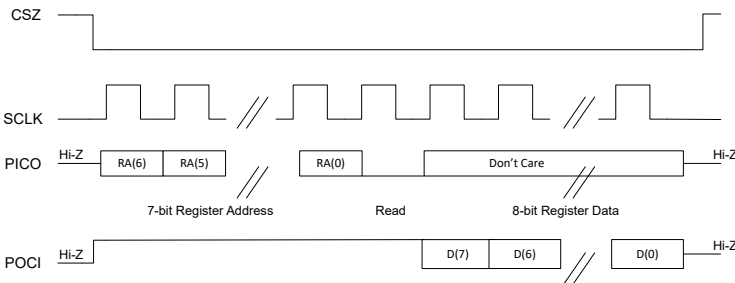 CSZ
SCLK
PICO Hi-Z RA(6) RA(5) RA(0) Don't Care Hi-Z
7-bit Register Address Read 8-bit Register Data
POCI Hi-Z D(7) D(6) D(0) Hi-Z